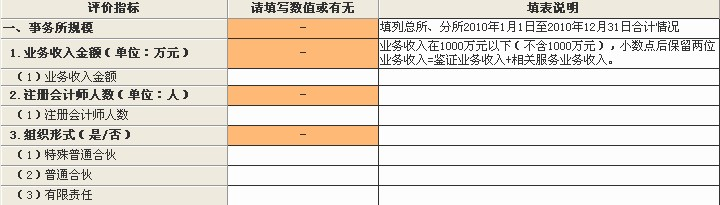 评价指标 请填写数值或有无 填表说明
一、事务所规模 - 填列总所、分所2010年1月1日至2010年12月31日合计情况
1.业务收入金额(单位:万元) - 业务收入在1000万元以下(不含1000万元),小数点后保留两位
业务收入=鉴证业务收入+相关服务业务收入。
(1)业务收入金额
2.注册会计师人数(单位:人) -
(1)注册会计师人数
3.组织形式(是/否) -
(1)特殊普通合伙
(2)普通合伙
(3)有限责任